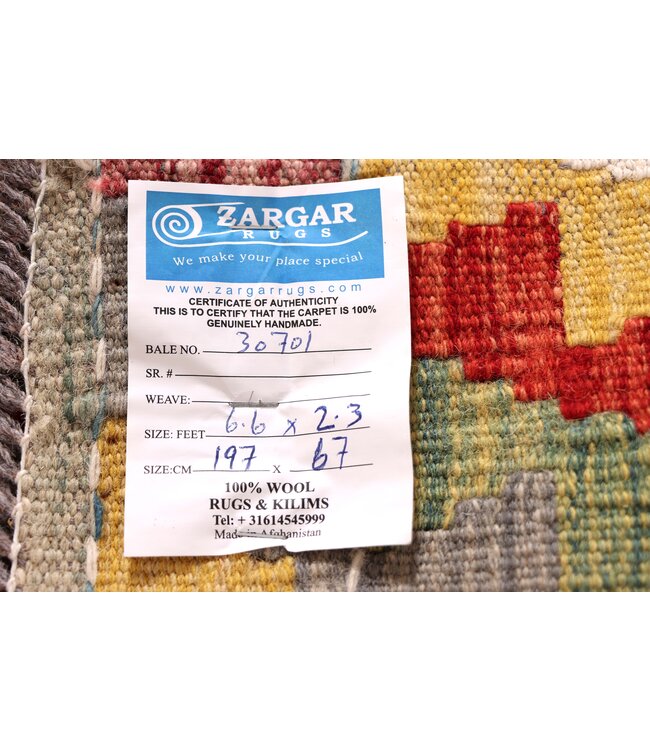 ZARGAR
RUGS
We make your place special
www.zargarrugs.com
CERTIFICATE OF AUTHENTICITY
THIS IS TO CERTIFY THAT THE CARPET IS 100%
GENUINELY HANDMADE.
BALE NO. 30701
SR. #
WEAVE:
SIZE: FEET 6.6 x 2.3
SIZE:CM 197 X 67
100% WOOL
RUGS & KILIMS
Tel: + 31614545999
Made in Afghanistan